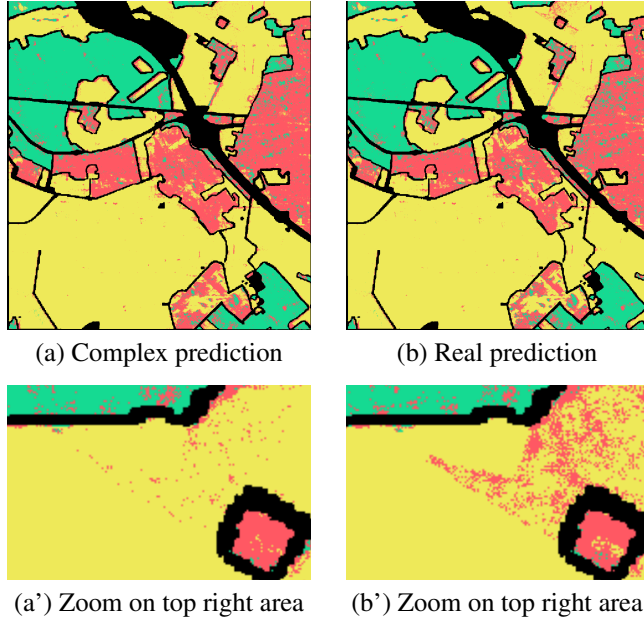 (a) Complex prediction
(b) Real prediction
(a') Zoom on top right area
(b') Zoom on top right area